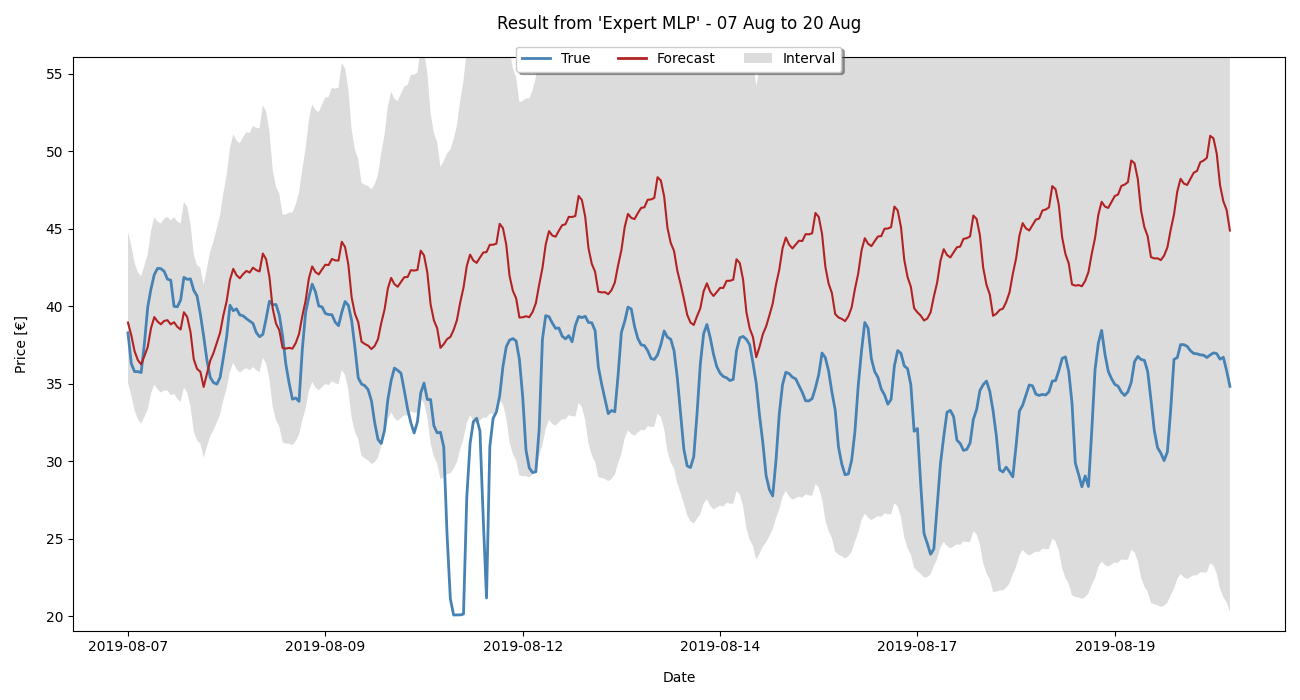 Result from 'Expert MLP' - 07 Aug to 20 Aug
True Forecast Interval
Price [€]
55
50
45
40
35
30
25
20
2019-08-07 2019-08-09 2019-08-12 2019-08-14 2019-08-17 2019-08-19
Date